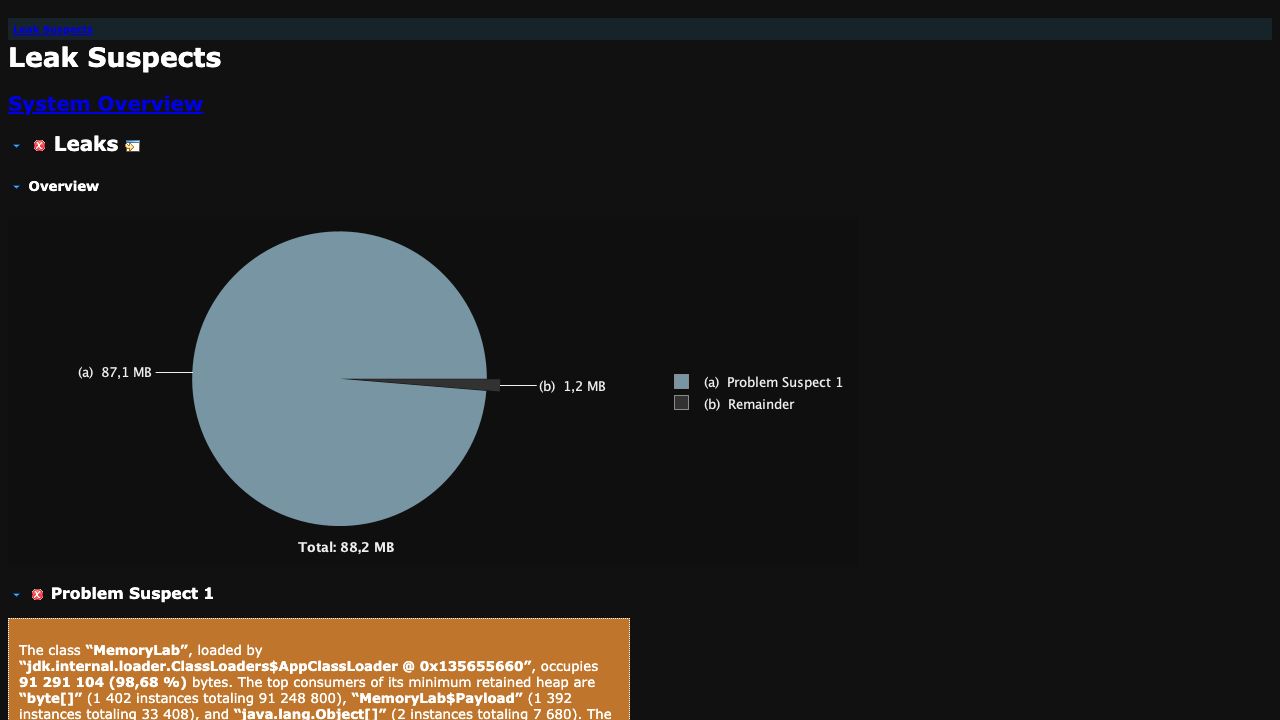 Leak Suspects
Leak Suspects
System Overview
Leaks
Overview
(a) 87,1 MB
(b) 1,2 MB
(a) Problem Suspect 1
(b) Remainder
Total: 88,2 MB
Problem Suspect 1
The class “MemoryLab”, loaded by
“jdk.internal.loader.ClassLoaders$AppClassLoader @ 0x135655660”, occupies
91 291 104 (98,68 %) bytes. The top consumers of its minimum retained heap are
“byte[]” (1 402 instances totaling 91 248 800), “MemoryLab$Payload” (1 392
instances totaling 33 408), and “java.lang.Object[]” (2 instances totaling 7 680). The